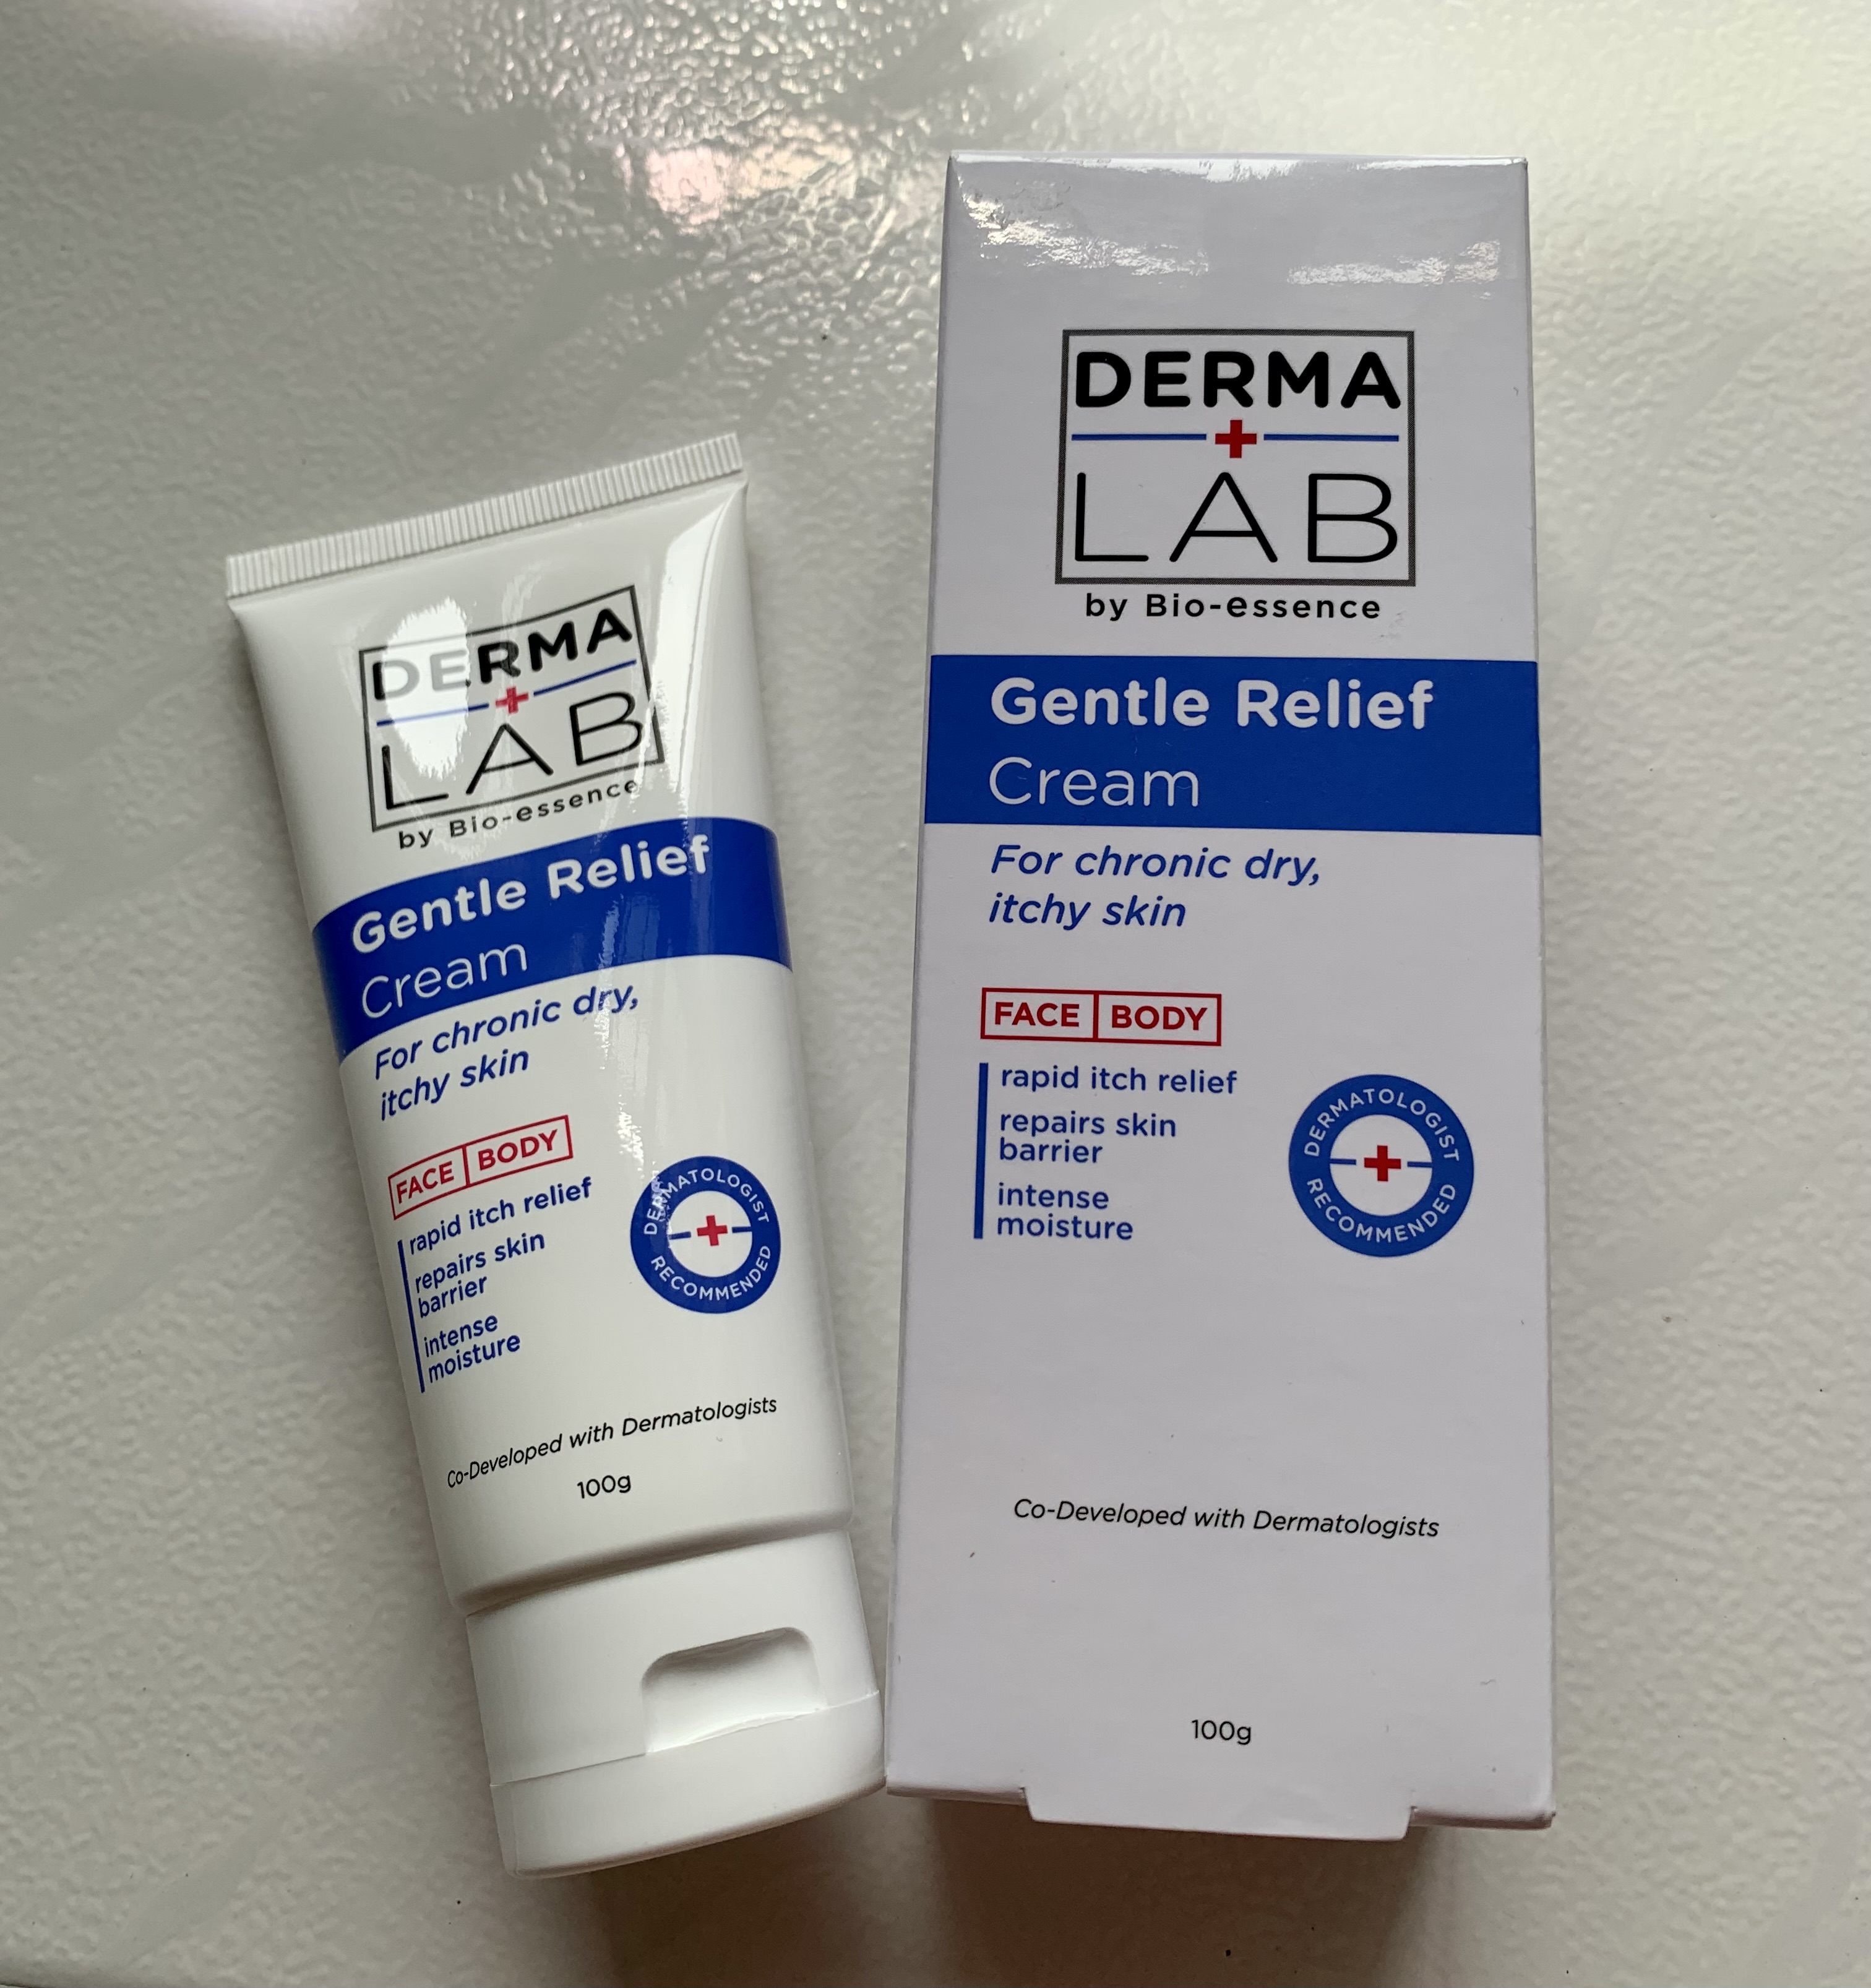 DERMA
LAB
by Bio-essence
Gentle Relief
Cream
For chronic dry,
itchy skin
FACE BODY
rapid itch relief
repairs skin
barrier
intense
moisture
DERMATOLOGIST
RECOMMENDED
Co-Developed with Dermatologists
100g
DERMA
LAB
by Bio-essence
Gentle Relief
Cream
For chronic dry,
itchy skin
FACE BODY
rapid itch relief
repairs skin
barrier
intense
moisture
DERMATOLOGIST
RECOMMENDED
Co-Developed with Dermatologists
100g